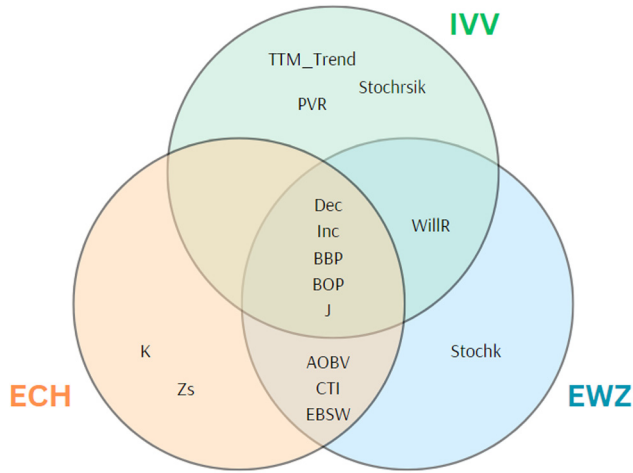 IVV
TTM_Trend
Stochrsik
PVR
Dec
Inc
BBP
BOP
J
WillR
K
Zs
AOBV
CTI
EBSW
Stochk
ECH
EWZ